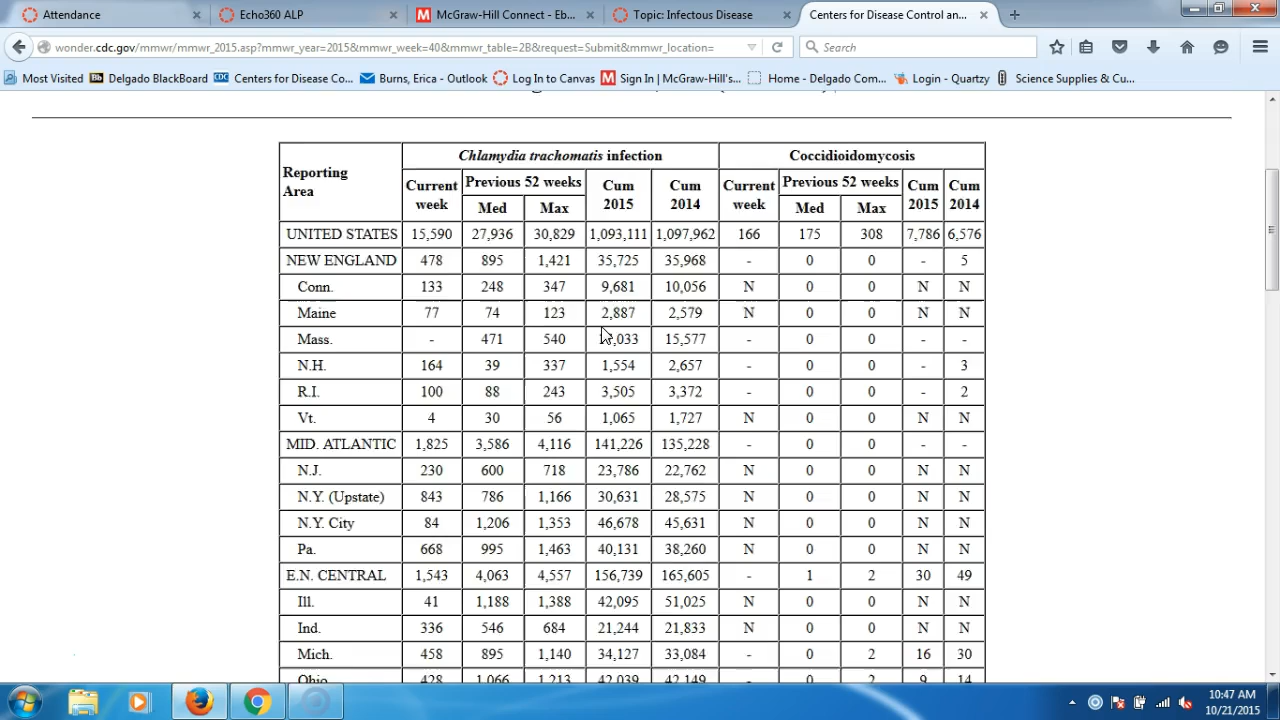 Attendance
Echo360 ALP
McGraw-Hill Connect - Eb...
Topic: Infectous Disease
Centers for Disease Control an...
wonder.cdc.gov/mmwr/mmwr_2015.asp?mmwr_year=2015&mmwr_week=40&mmwr_table=2B&request=Submit&mmwr_location=
Search
Most Visited
Delgado BlackBoard
Centers for Disease Co...
Burns, Erica - Outlook
Log In to Canvas
Sign In | McGraw-Hill's...
Home - Delgado Com...
Login - Quartzy
Science Supplies & Cu...
Reporting Area
Chlamydia trachomatis infection
Coccidioidomycosis
Current week
Previous 52 weeks
Cum 2015
Cum 2014
Current week
Previous 52 weeks
Cum 2015
Cum 2014
Med Max Med Max
UNITED STATES 15,590 27,936 30,829 1,093,111 1,097,962 166 175 308 7,786 6,576
NEW ENGLAND 478 895 1,421 35,725 35,968 - 0 0 - 5
Conn. 133 248 347 9,681 10,056 N 0 0 N N
Maine 77 74 123 2,887 2,579 N 0 0 N N
Mass. - 471 540 ,033 15,577 - 0 0 - -
N.H. 164 39 337 1,554 2,657 - 0 0 - 3
R.I. 100 88 243 3,505 3,372 - 0 0 - 2
Vt. 4 30 56 1,065 1,727 N 0 0 N N
MID. ATLANTIC 1,825 3,586 4,116 141,226 135,228 - 0 0 - -
N.J. 230 600 718 23,786 22,762 N 0 0 N N
N.Y. (Upstate) 843 786 1,166 30,631 28,575 N 0 0 N N
N.Y. City 84 1,206 1,353 46,678 45,631 N 0 0 N N
Pa. 668 995 1,463 40,131 38,260 N 0 0 N N
E.N. CENTRAL 1,543 4,063 4,557 156,739 165,605 - 1 2 30 49
Ill. 41 1,188 1,388 42,095 51,025 N 0 0 N N
Ind. 336 546 684 21,244 21,833 N 0 0 N N
Mich. 458 895 1,140 34,127 33,084 - 0 2 16 30
Ohio 428 1,066 1,213 42,039 42,149 - 0 2 9 14
10:47 AM
10/21/2015